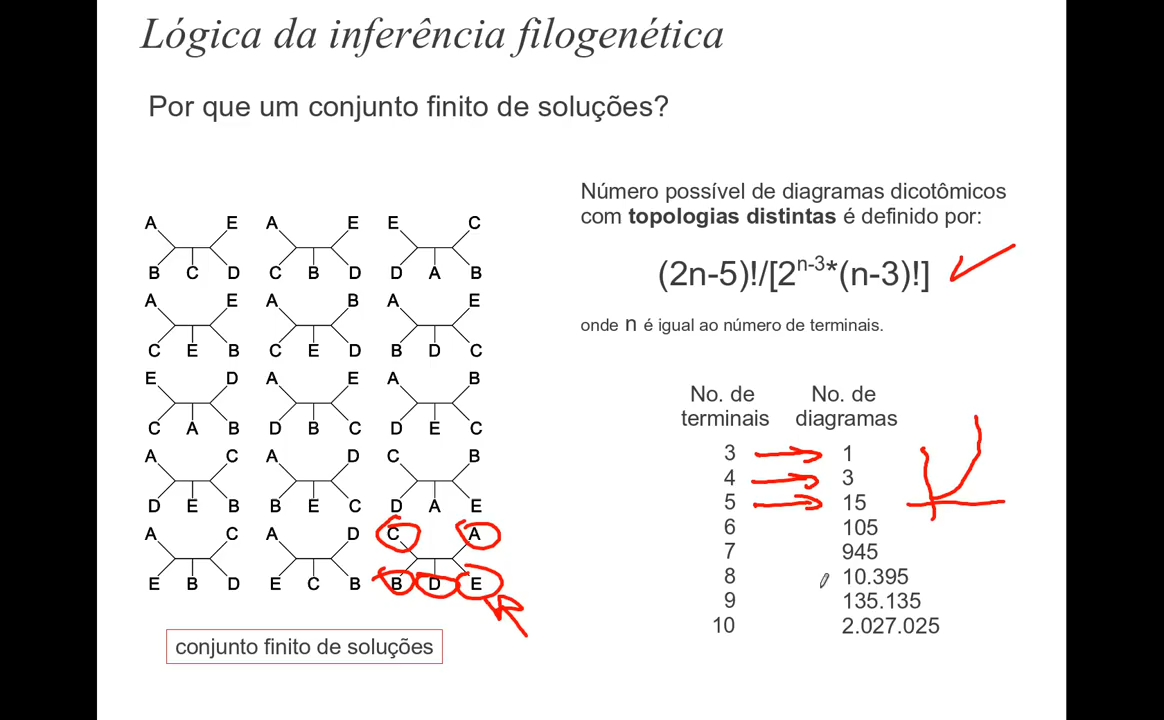 Lógica da inferência filogenética
Por que um conjunto finito de soluções?
A E A E E C
B C D C B D D A B
A E A B A E
C E B C E D B D C
E D A E A B
C A B D B C D E C
A C A D C B
D E B B E C D A E
A C A D C A
E B D E C B B D E
conjunto finito de soluções
Número possível de diagramas dicotômicos
com topologias distintas é definido por:
(2n-5)!/[2^(n-3)*(n-3)!]
onde n é igual ao número de terminais.
No. de No. de
terminais diagramas
3 1
4 3
5 15
6 105
7 945
8 10.395
9 135.135
10 2.027.025